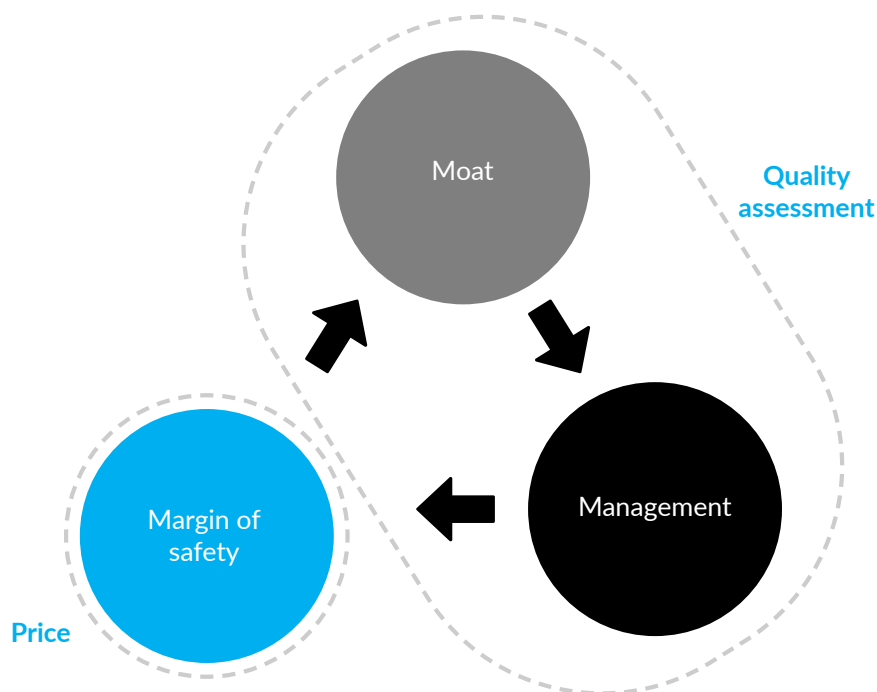 Moat
Quality
assessment
Management
Margin of
safety
Price